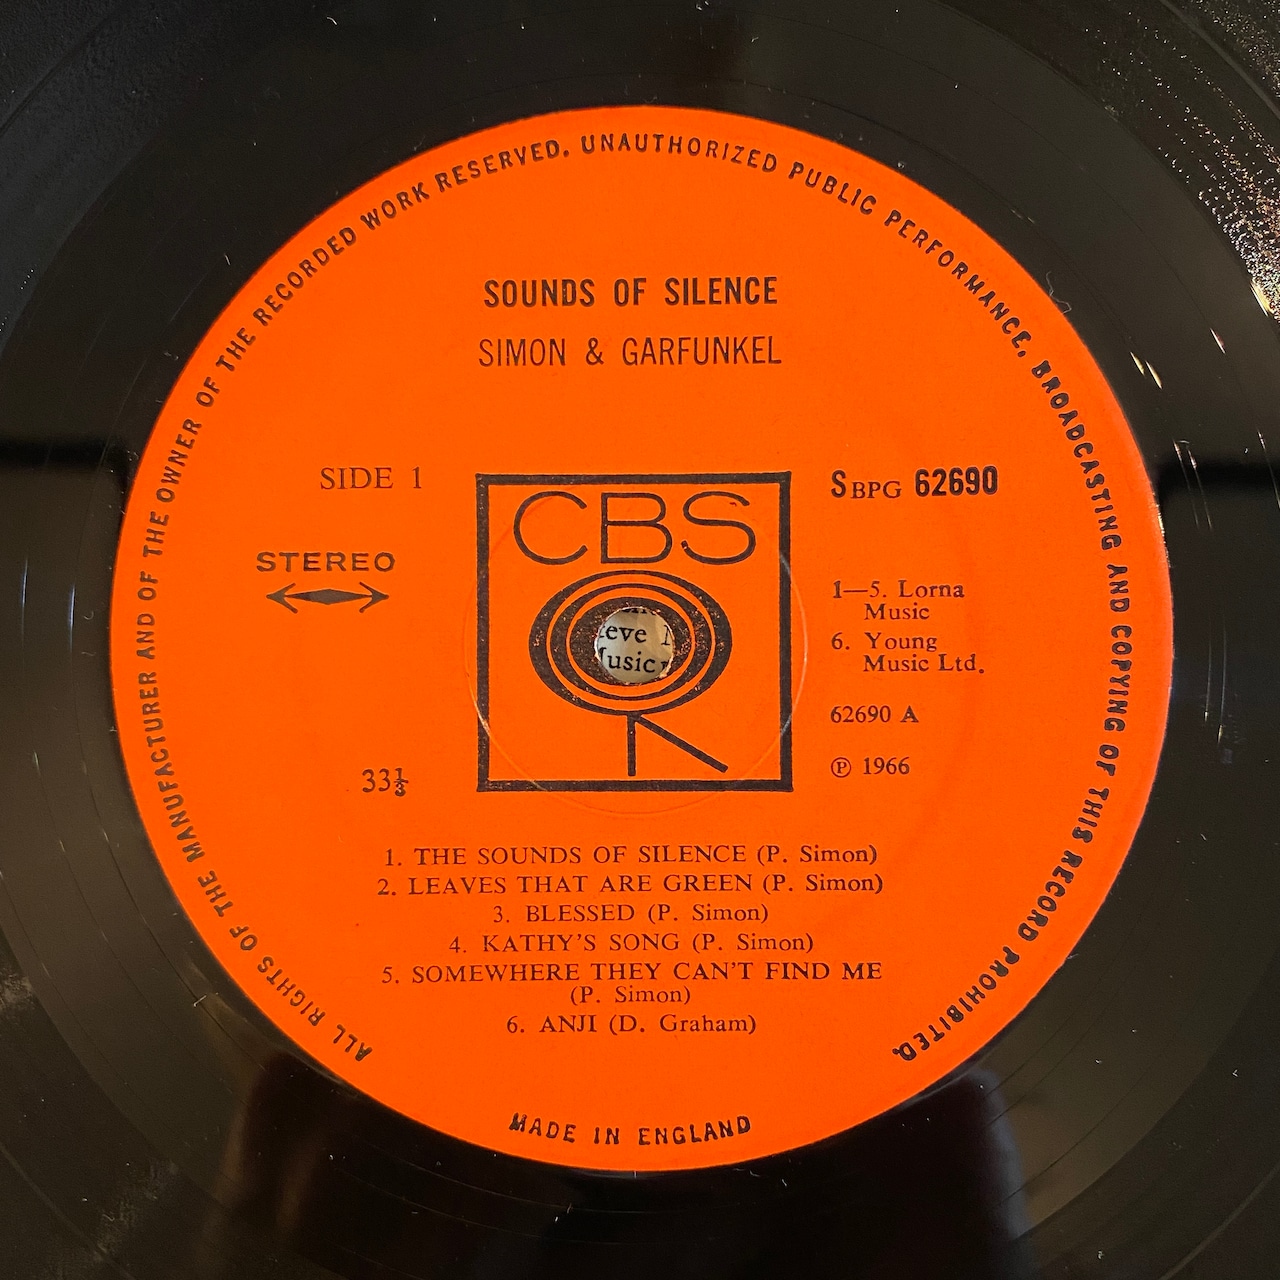 ALL RIGHTS OF THE MANUFACTURER AND OF THE OWNER OF THE RECORDED WORK RESERVED. UNAUTHORIZED PUBLIC PERFORMANCE, BROADCASTING AND COPYING OF THIS RECORD PROHIBITED.
SOUNDS OF SILENCE
SIMON & GARFUNKEL
SIDE 1
STEREO
33⅓
CBS
eve
usic
SBPG 62690
1—5. Lorna
Music
6. Young
Music Ltd.
62690 A
℗ 1966
1. THE SOUNDS OF SILENCE (P. Simon)
2. LEAVES THAT ARE GREEN (P. Simon)
3. BLESSED (P. Simon)
4. KATHY'S SONG (P. Simon)
5. SOMEWHERE THEY CAN'T FIND ME
(P. Simon)
6. ANJI (D. Graham)
MADE IN ENGLAND